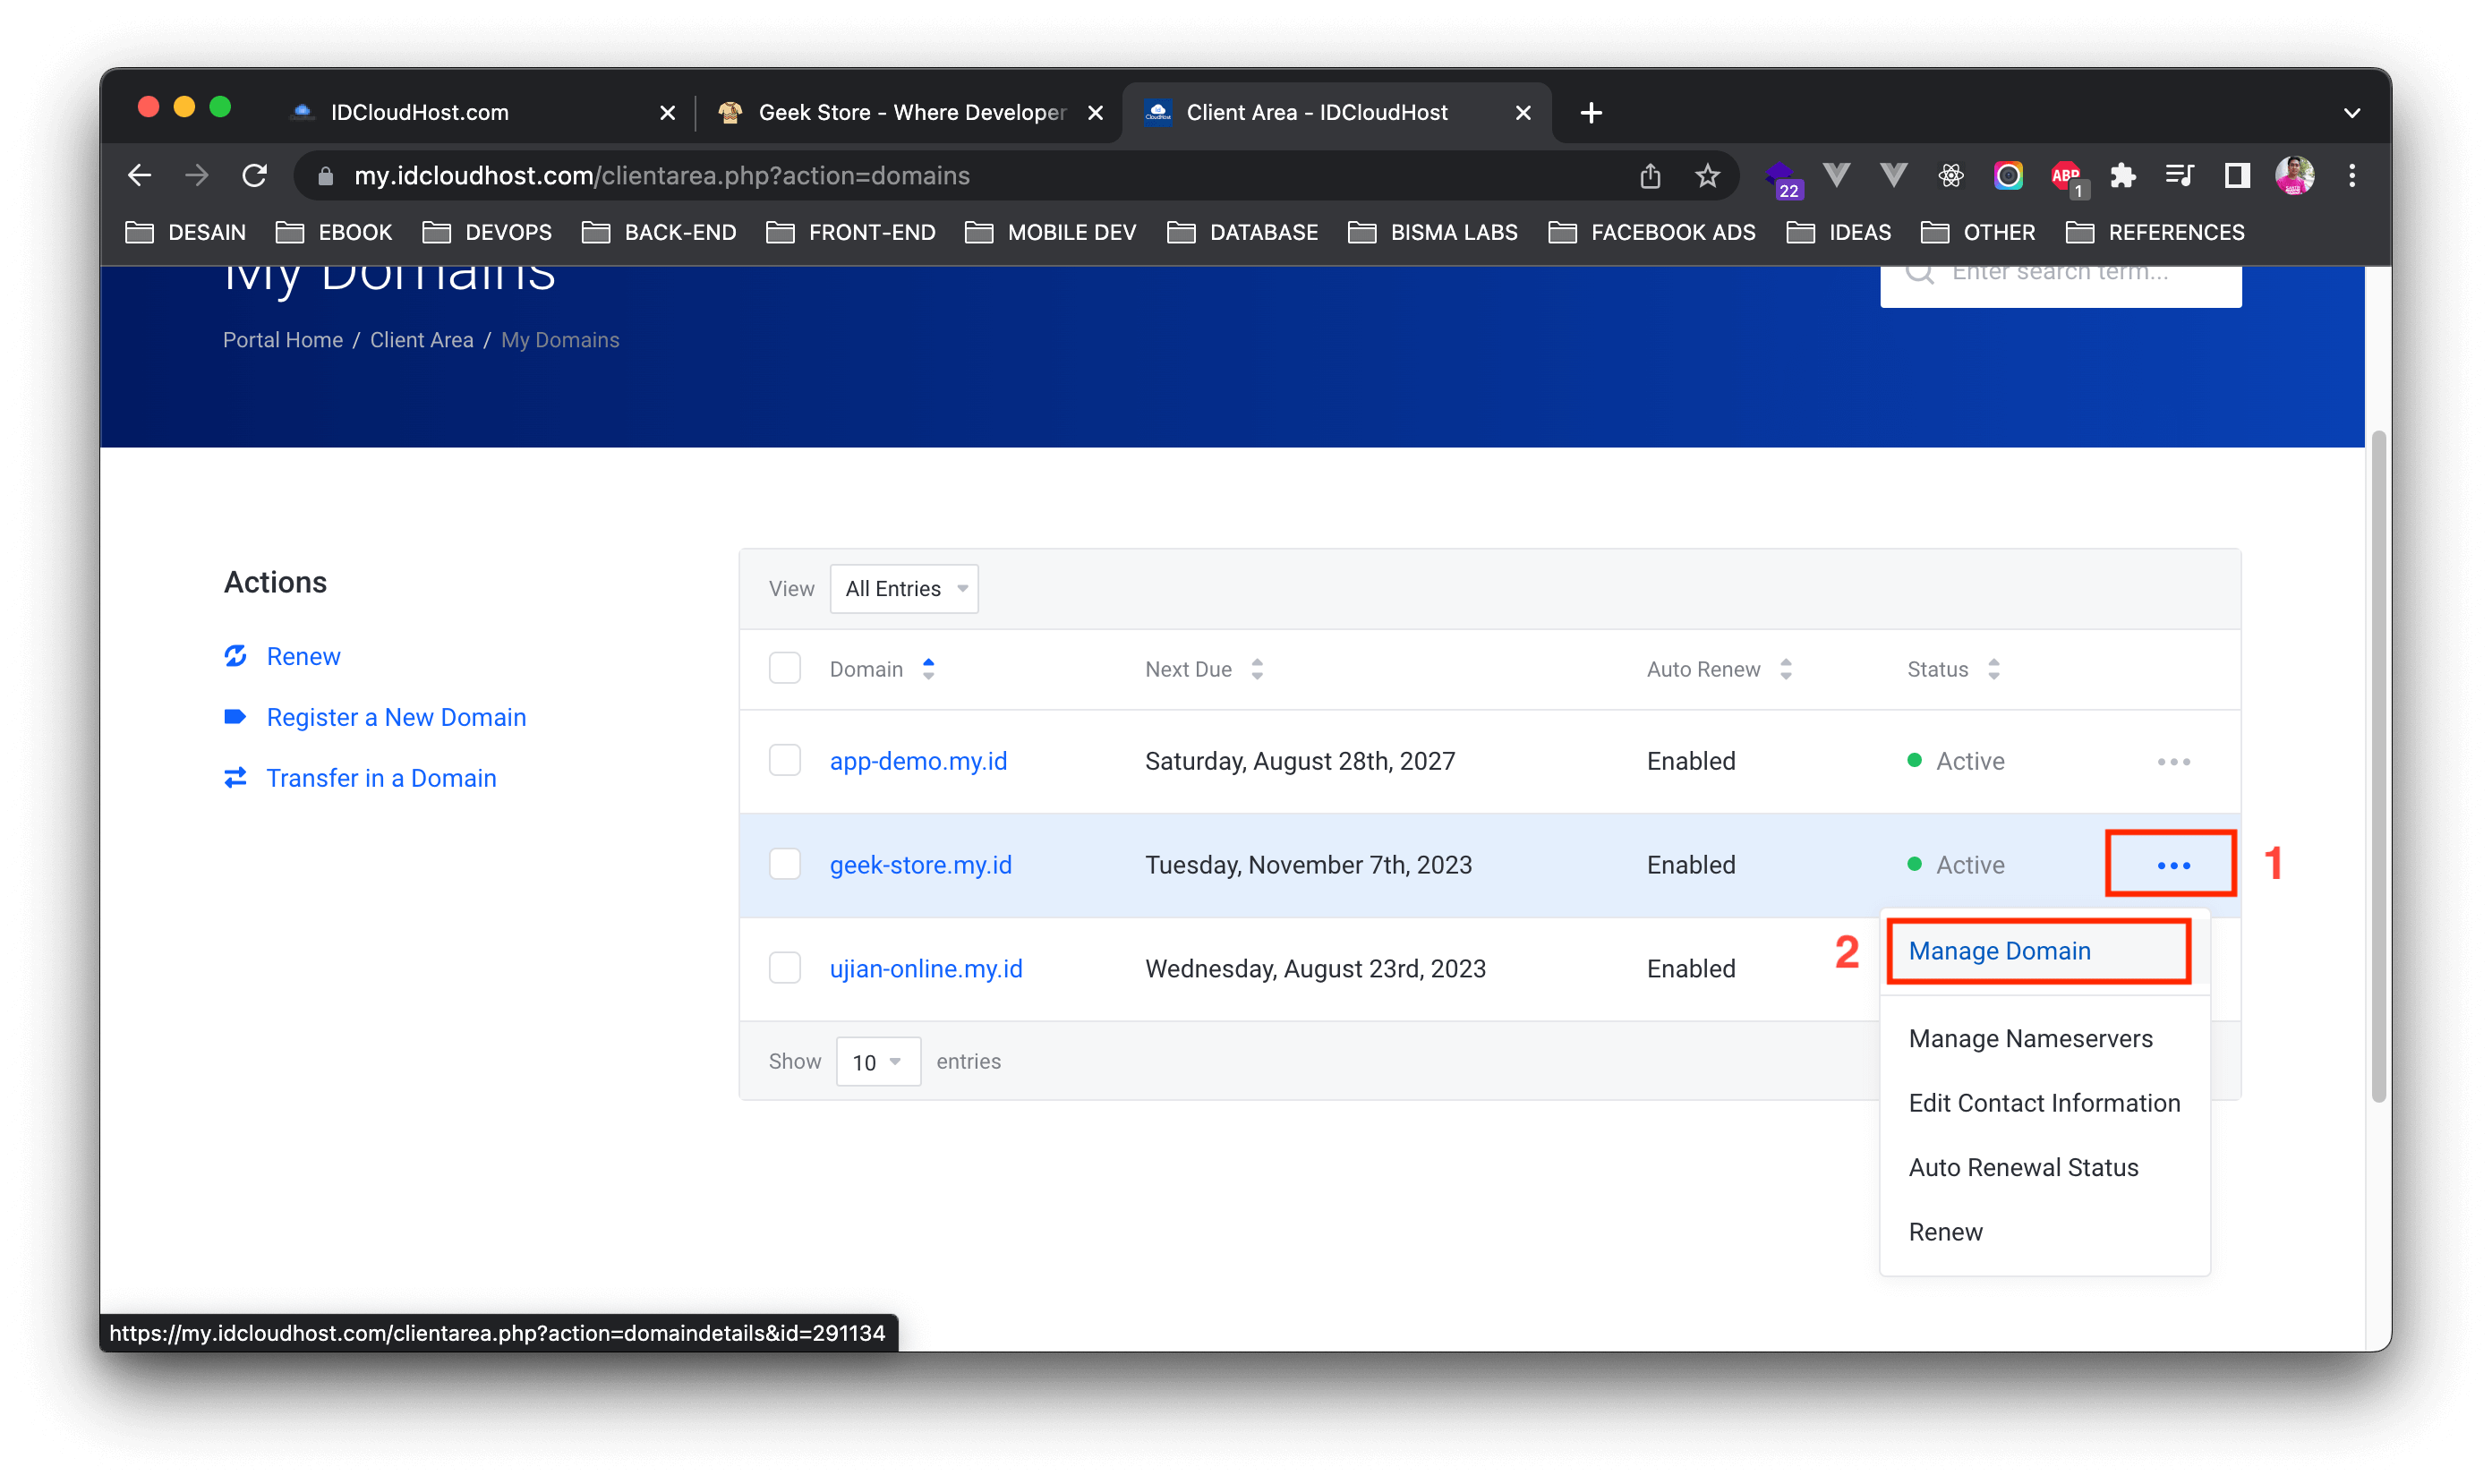 IDCloudHost.com
Geek Store - Where Developer
Client Area - IDCloudHost
my.idcloudhost.com/clientarea.php?action=domains
22
ABP
1
DESAIN EBOOK DEVOPS BACK-END FRONT-END MOBILE DEV DATABASE BISMA LABS FACEBOOK ADS IDEAS OTHER REFERENCES
My Domains
Enter search term...
Portal Home / Client Area / My Domains
Actions
Renew
Register a New Domain
Transfer in a Domain
View All Entries
Domain Next Due Auto Renew Status
app-demo.my.id Saturday, August 28th, 2027 Enabled Active
geek-store.my.id Tuesday, November 7th, 2023 Enabled Active
1
ujian-online.my.id Wednesday, August 23rd, 2023 Enabled
2
Manage Domain
Manage Nameservers
Edit Contact Information
Auto Renewal Status
Renew
Show 10 entries
https://my.idcloudhost.com/clientarea.php?action=domaindetails&id=291134